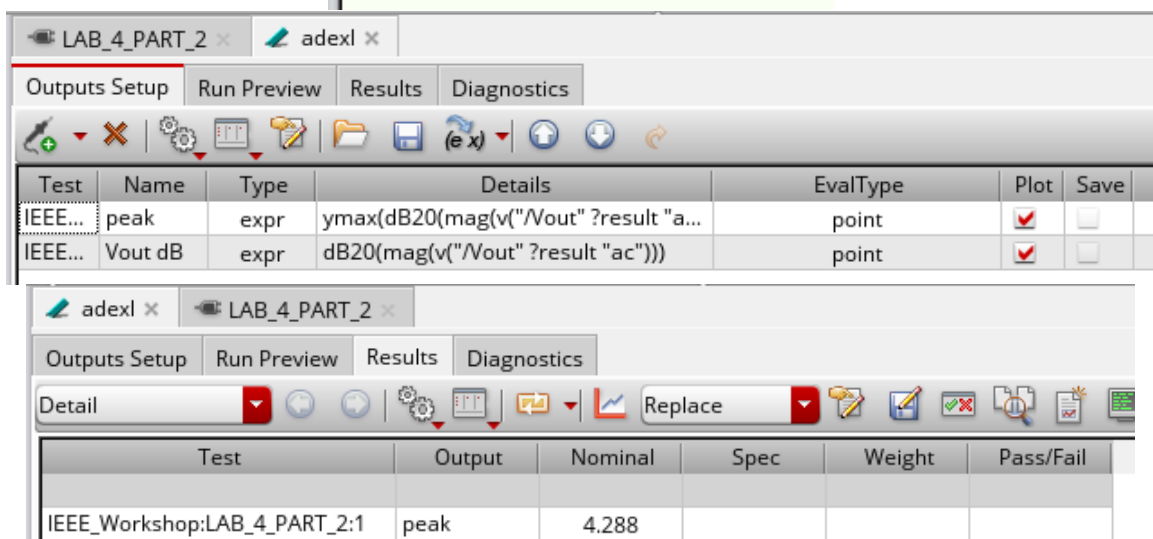 LAB_4_PART_2 adexl
Outputs Setup Run Preview Results Diagnostics
(e x)
Test Name Type Details EvalType Plot Save
IEEE... peak expr ymax(dB20(mag(v("/Vout" ?result "a... point
IEEE... Vout dB expr dB20(mag(v("/Vout" ?result "ac"))) point
adexl LAB_4_PART_2
Outputs Setup Run Preview Results Diagnostics
Detail Replace
Test Output Nominal Spec Weight Pass/Fail
IEEE_Workshop:LAB_4_PART_2:1 peak 4.288